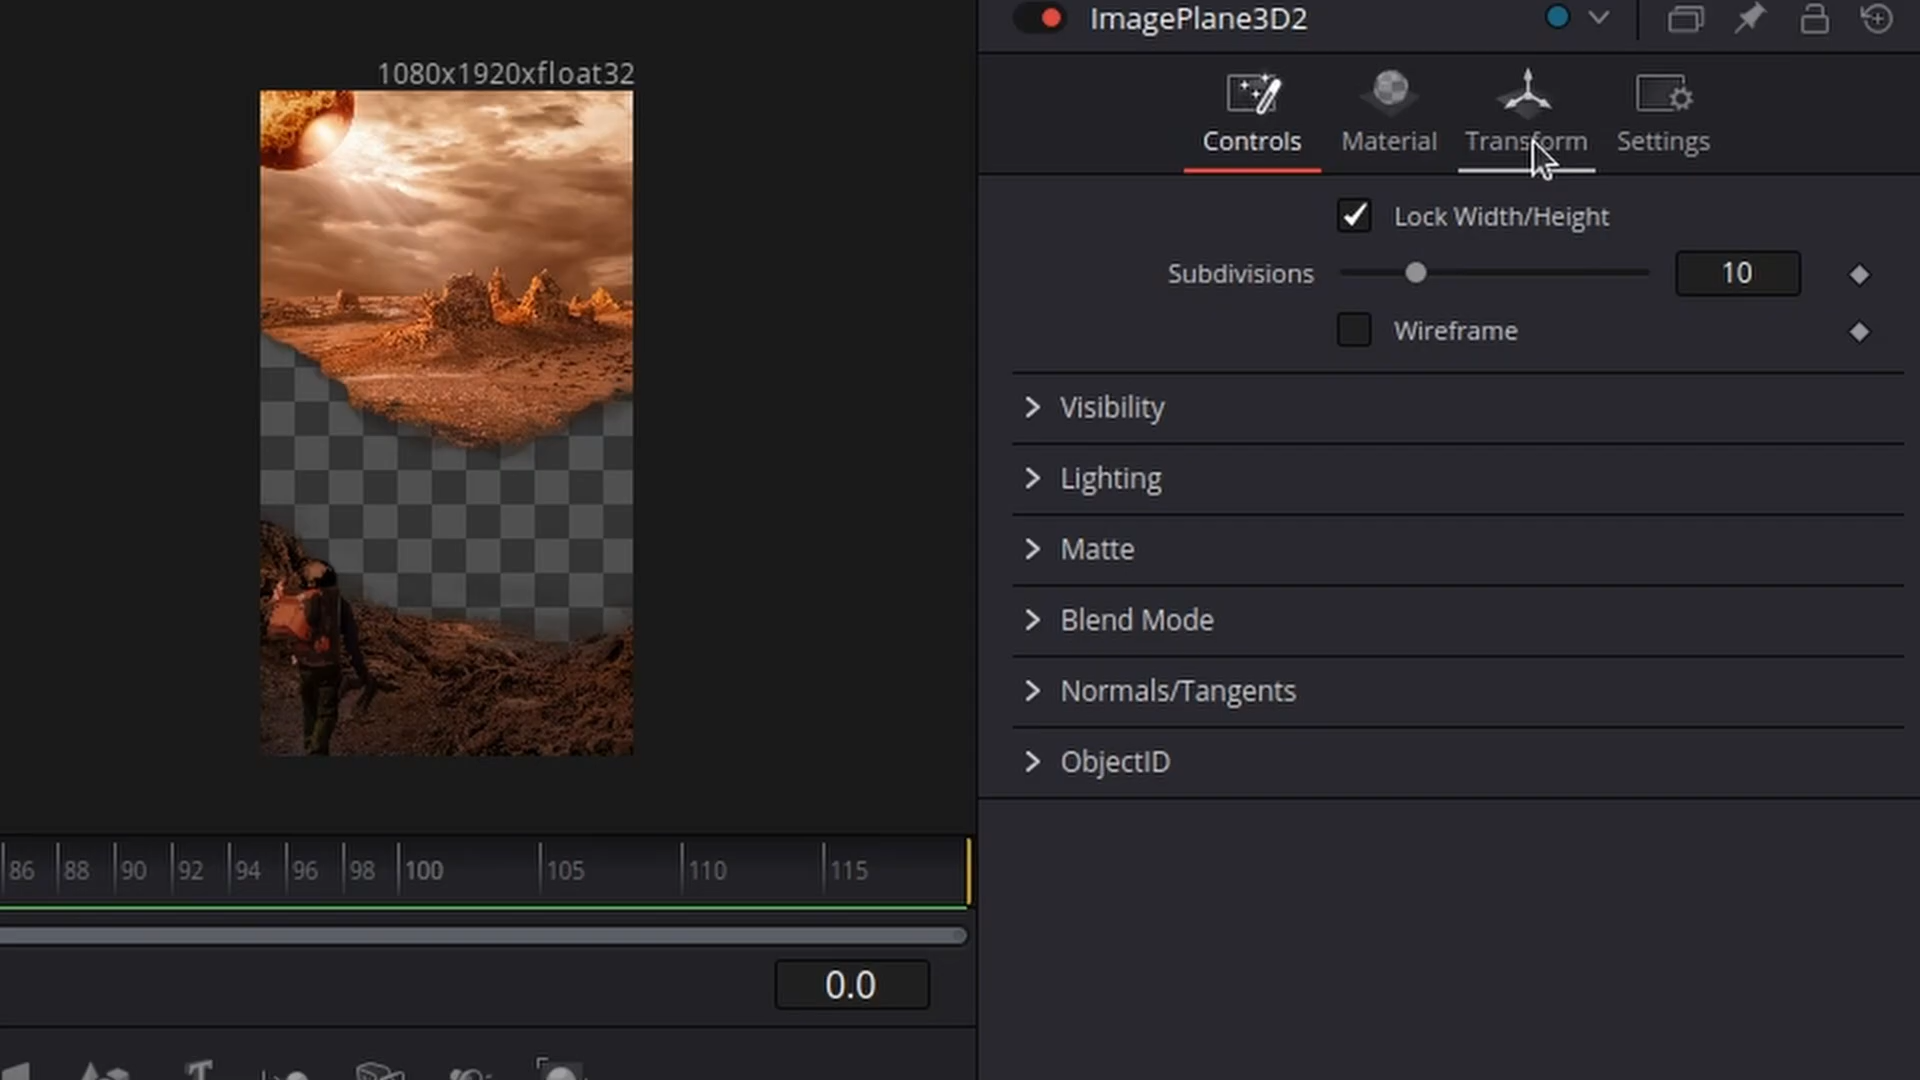 1080x1920xfloat32
ImagePlane3D2
Controls
Material
Transform
Settings
Lock Width/Height
Subdivisions
10
Wireframe
Visibility
Lighting
Matte
Blend Mode
Normals/Tangents
ObjectID
86 88 90 92 94 96 98 100 105 110 115
0.0